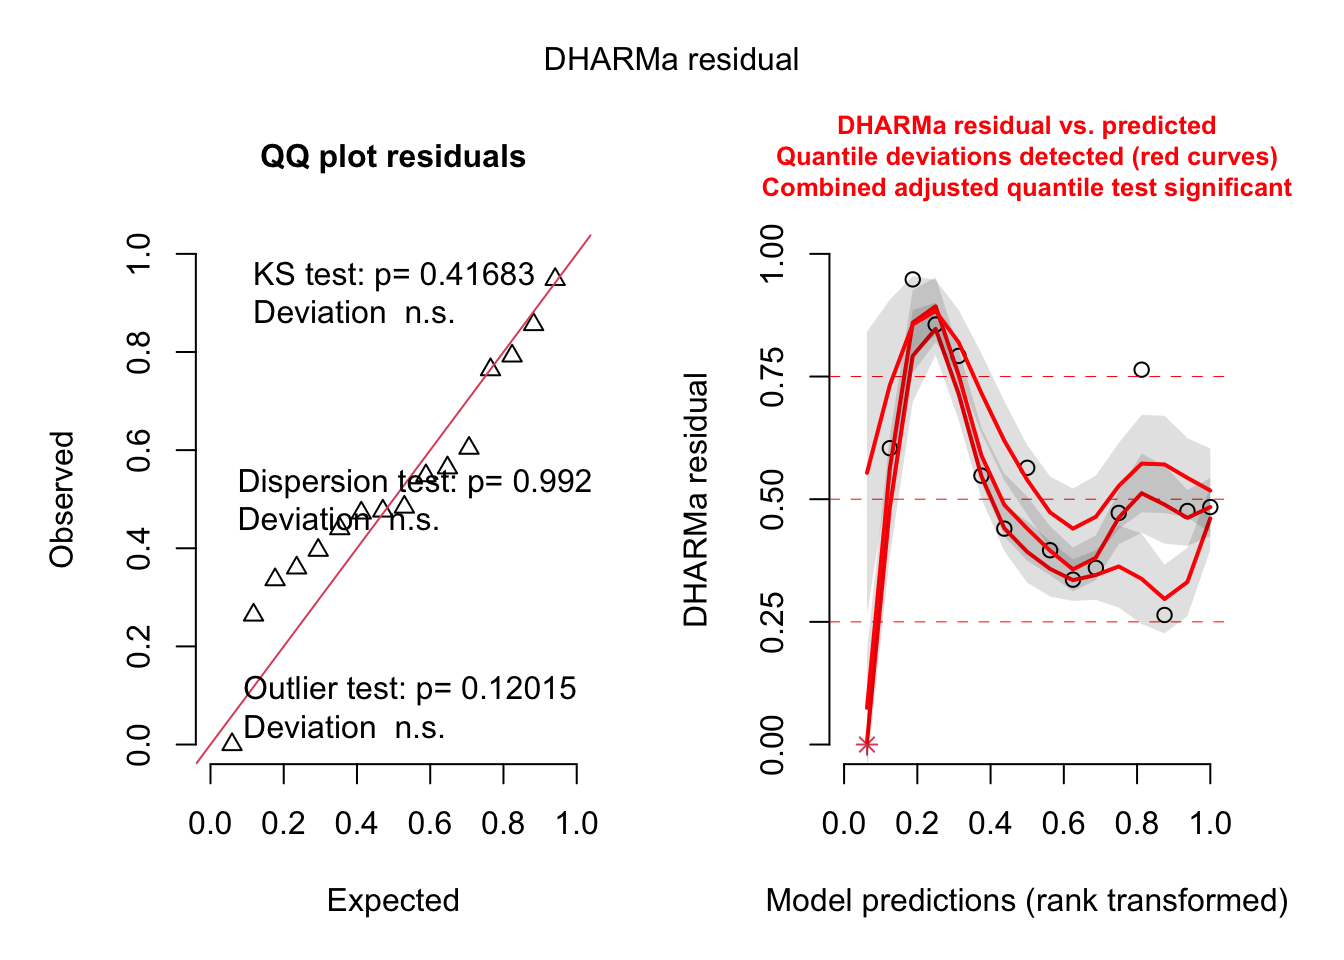 DHARMa residual
QQ plot residuals
KS test: p= 0.41683
Deviation  n.s.
Dispersion test: p= 0.992
Deviation  n.s.
Outlier test: p= 0.12015
Deviation  n.s.
Observed
0.0 0.2 0.4 0.6 0.8 1.0
0.0 0.2 0.4 0.6 0.8 1.0
Expected
DHARMa residual vs. predicted
Quantile deviations detected (red curves)
Combined adjusted quantile test significant
DHARMa residual
0.00 0.25 0.50 0.75 1.00
0.0 0.2 0.4 0.6 0.8 1.0
Model predictions (rank transformed)